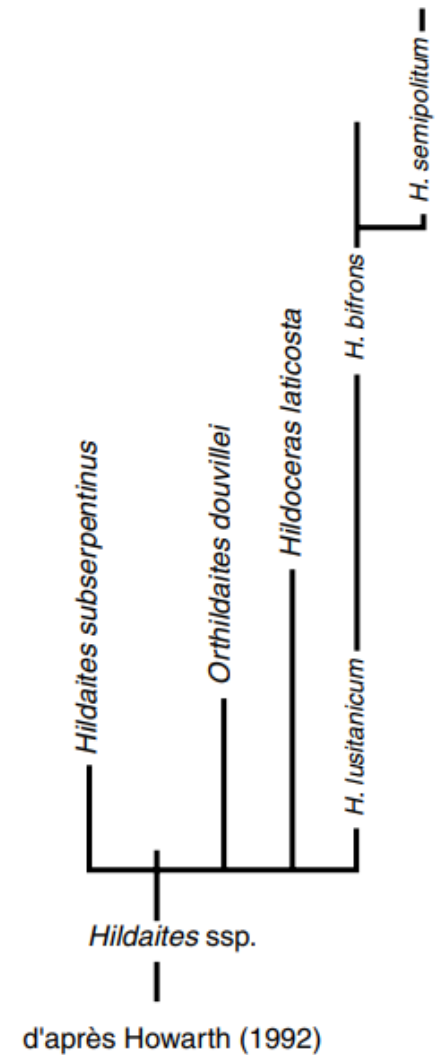 H. semipolitum
H. bifrons
Hildoceras laticosta
Orthildaites douvillei
Hildaites subserpentinus
H. lusitanicum
Hildaites ssp.
d'après Howarth (1992)